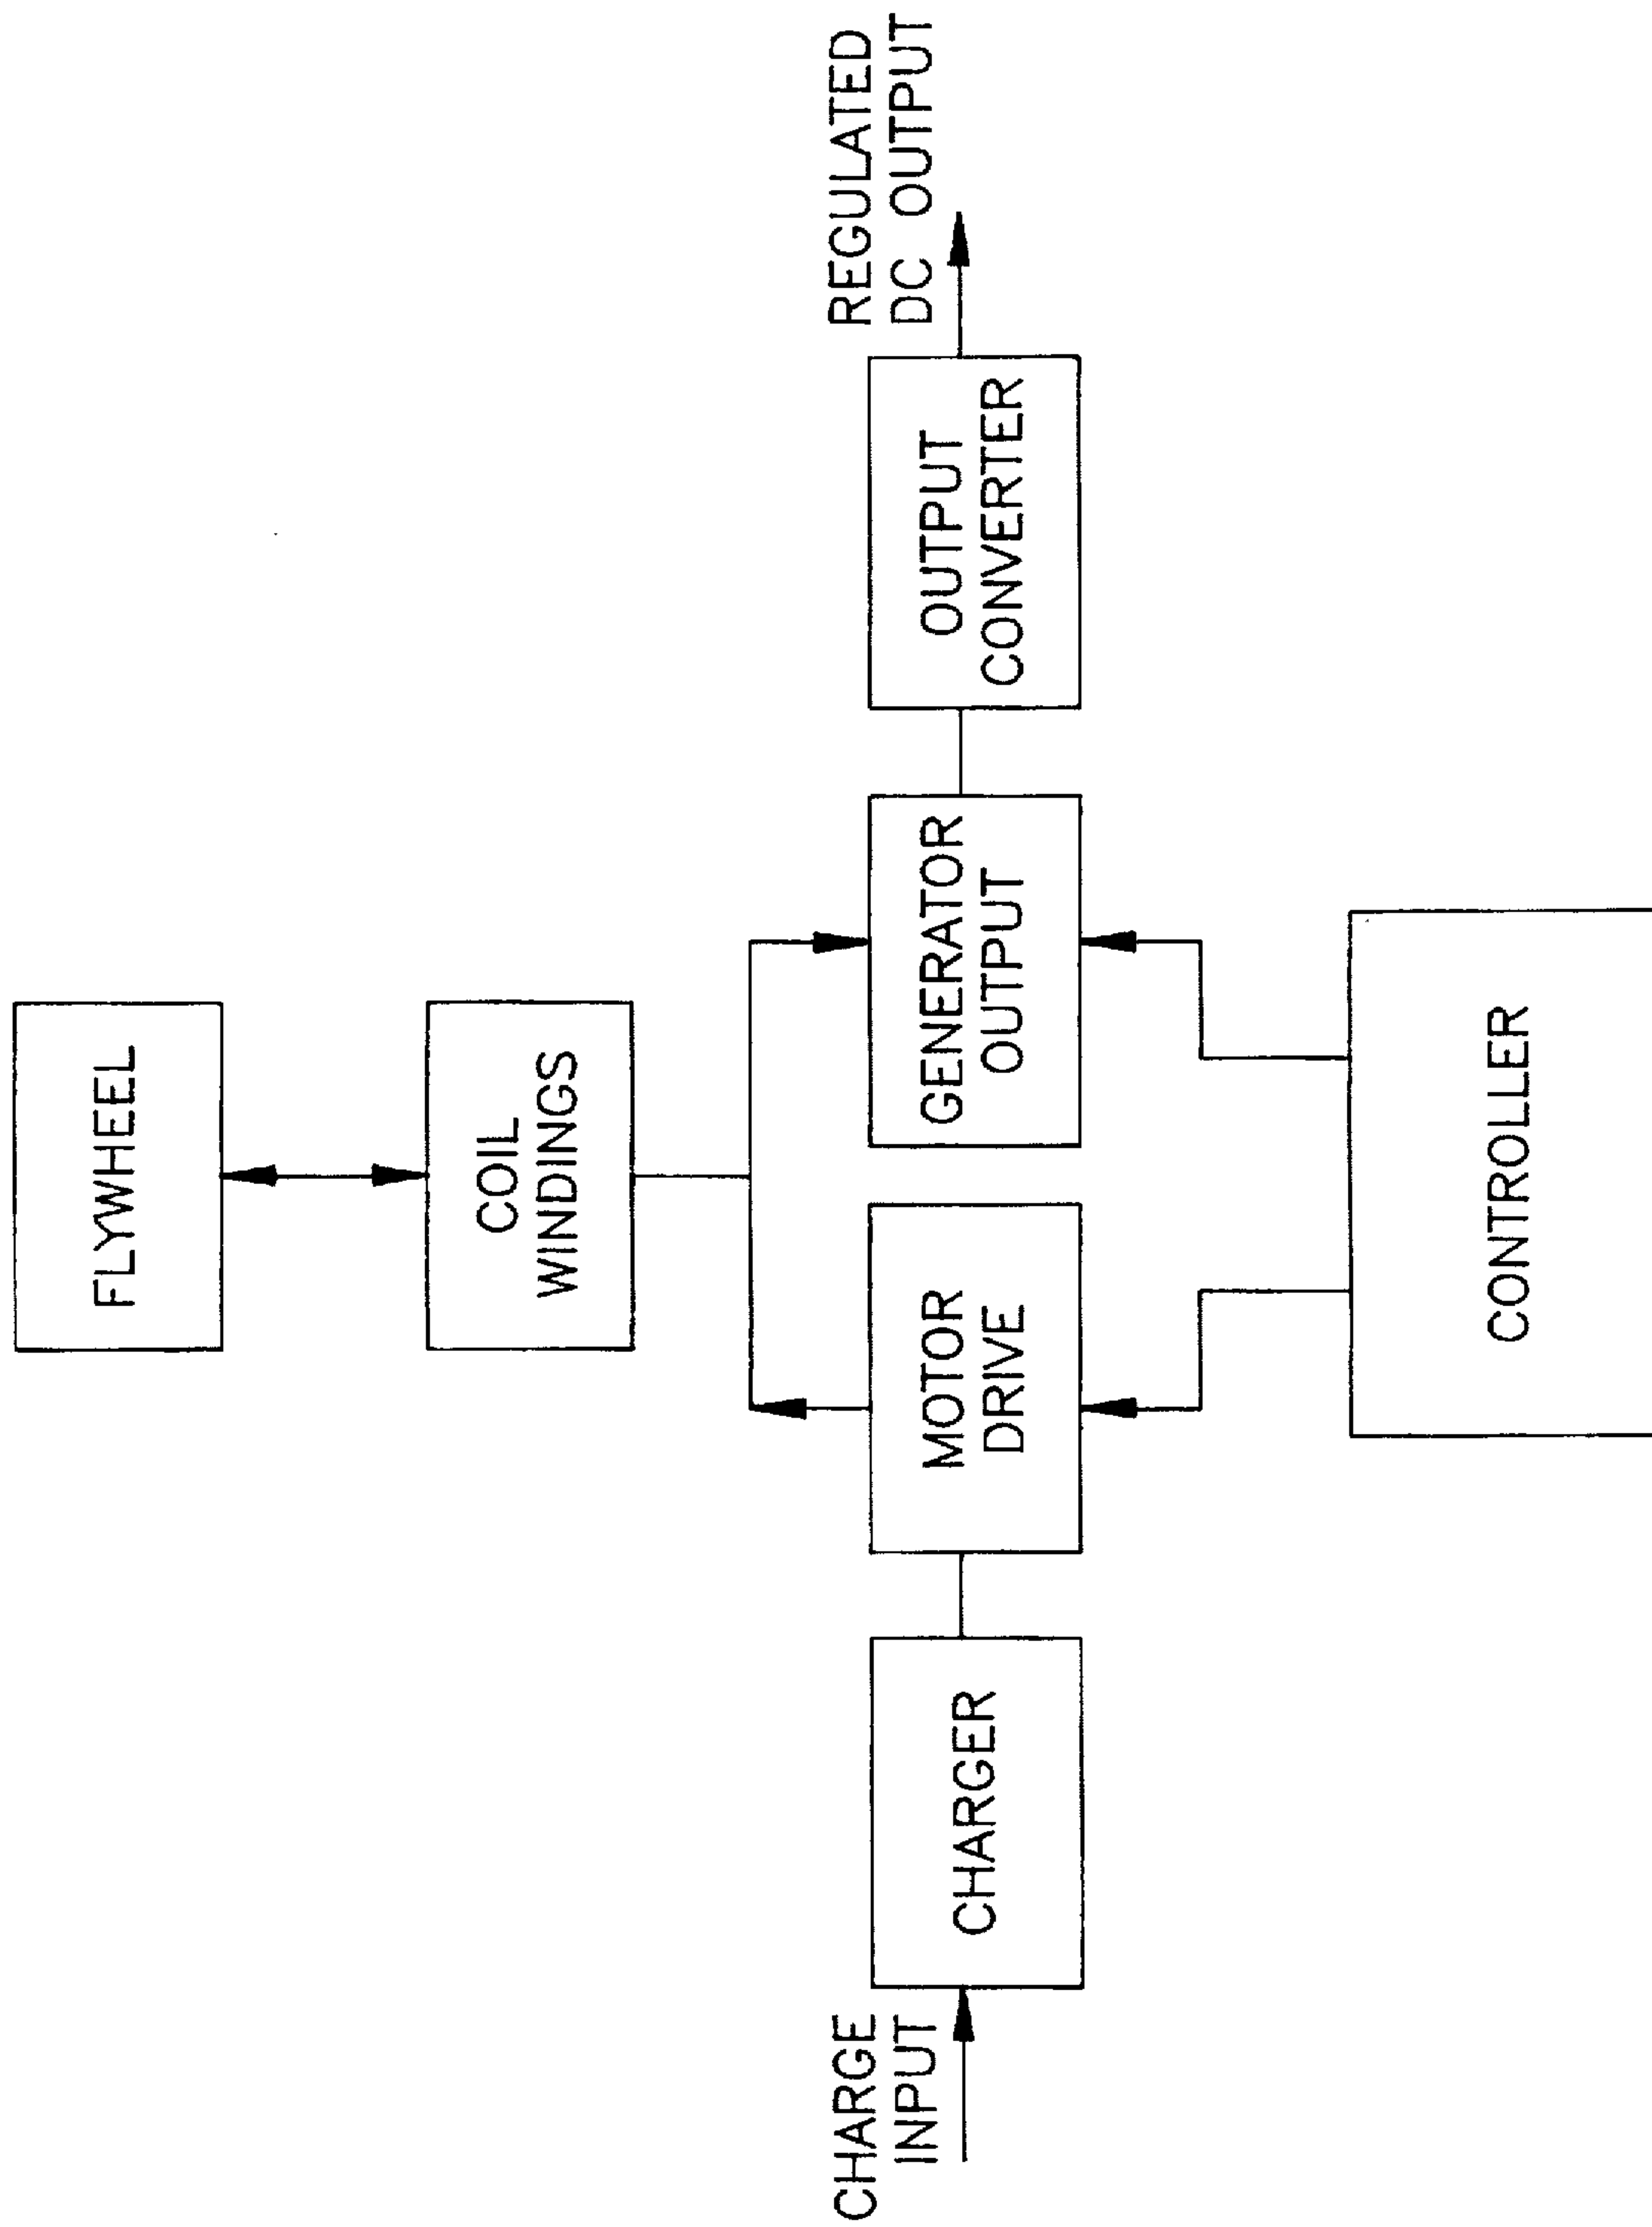 FLYWHEEL
COIL
WINDINGS
CHARGE
INPUT
CHARGER
MOTOR
DRIVE
GENERATOR
OUTPUT
OUTPUT
CONVERTER
REGULATED
DC OUTPUT
CONTROLLER